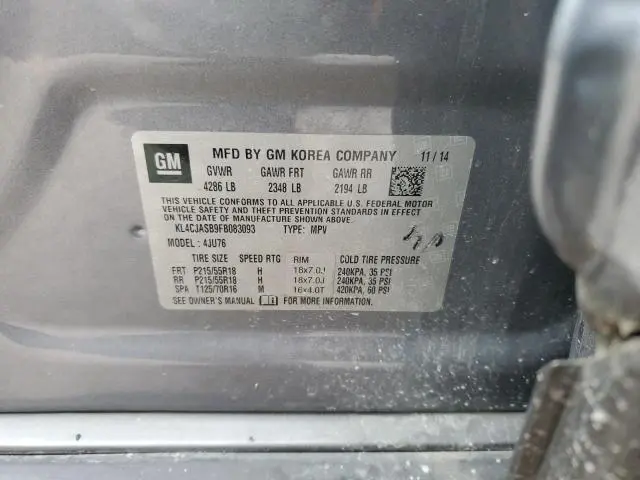 GM MFD BY GM KOREA COMPANY 11/14
GVWR GAWR FRT GAWR RR
4286 LB 2348 LB 2194 LB
THIS VEHICLE CONFORMS TO ALL APPLICABLE U.S. FEDERAL MOTOR
VEHICLE SAFETY AND THEFT PREVENTION STANDARDS IN EFFECT
ON THE DATE OF MANUFACTURE SHOWN ABOVE.
KL4CJASB9FB083093 TYPE: MPV
MODEL: 4JU76
TIRE SIZE SPEED RTG RIM COLD TIRE PRESSURE
FRT P215/55R18 H 18x7.0J 240KPA, 35 PSI
RR P215/55R18 H 18x7.0J 240KPA, 35 PSI
SPA T125/70R16 M 16x4.0T 420KPA, 60 PSI
SEE OWNER'S MANUAL i FOR MORE INFORMATION.